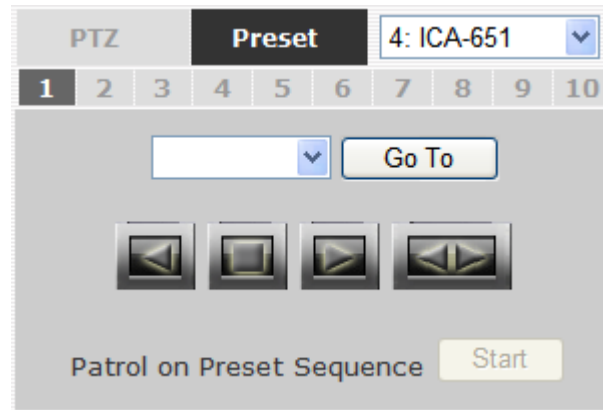 PTZ Preset 4: ICA-651
1 2 3 4 5 6 7 8 9 10
Go To
Patrol on Preset Sequence Start